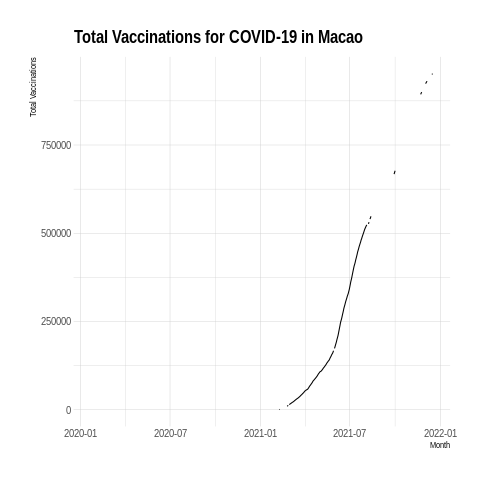 Total Vaccinations for COVID-19 in Macao
Total Vaccinations
750000
500000
250000
0
2020-01 2020-07 2021-01 2021-07 2022-01
Month